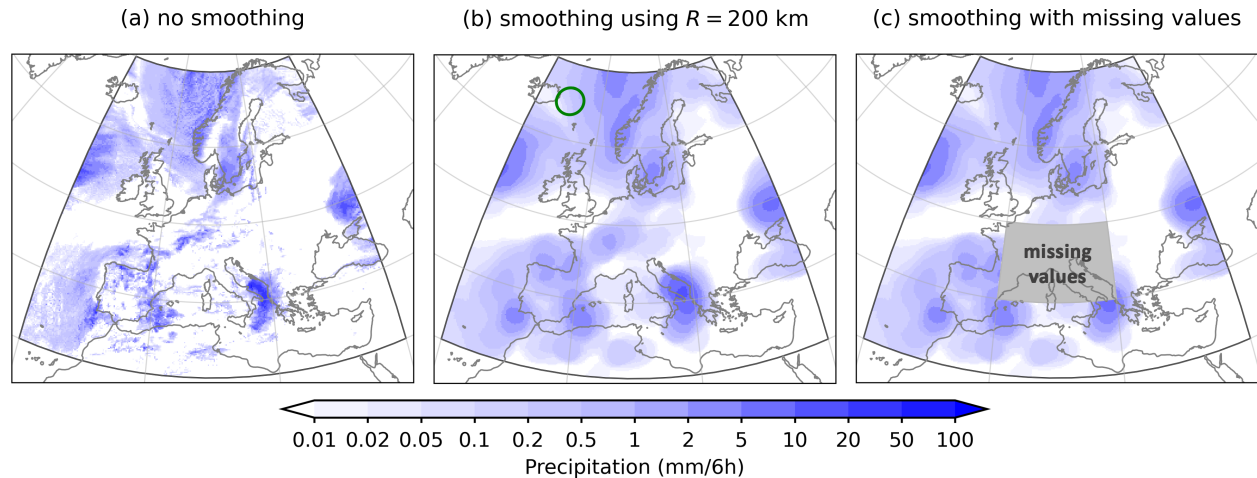 (a) no smoothing
(b) smoothing using R = 200 km
(c) smoothing with missing values
missing
values
0.01 0.02 0.05 0.1 0.2 0.5 1 2 5 10 20 50 100
Precipitation (mm/6h)